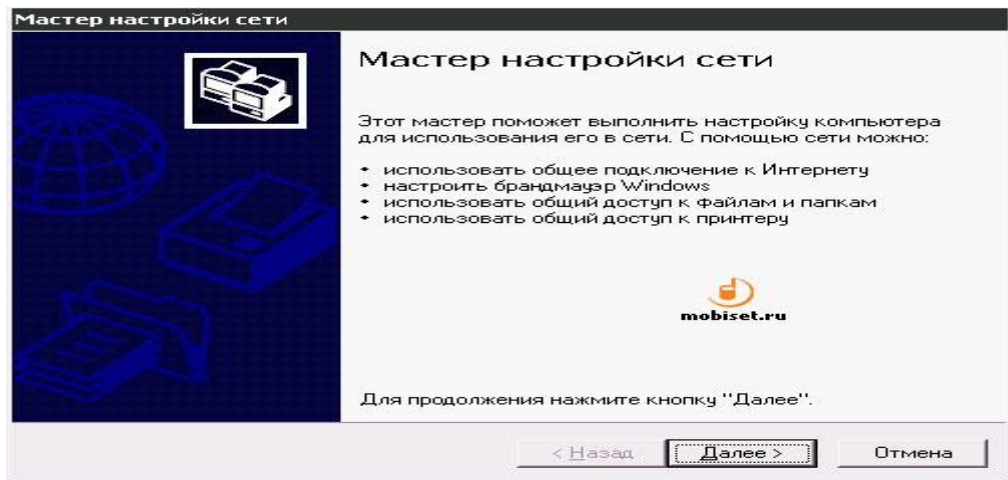 Мастер настройки сети
Мастер настройки сети
Этот мастер поможет выполнить настройку компьютера
для использования его в сети. С помощью сети можно:
• использовать общее подключение к Интернету
• настроить брандмауэр Windows
• использовать общий доступ к файлам и папкам
• использовать общий доступ к принтеру
mobiset.ru
Для продолжения нажмите кнопку "Далее".
< Назад Далее > Отмена